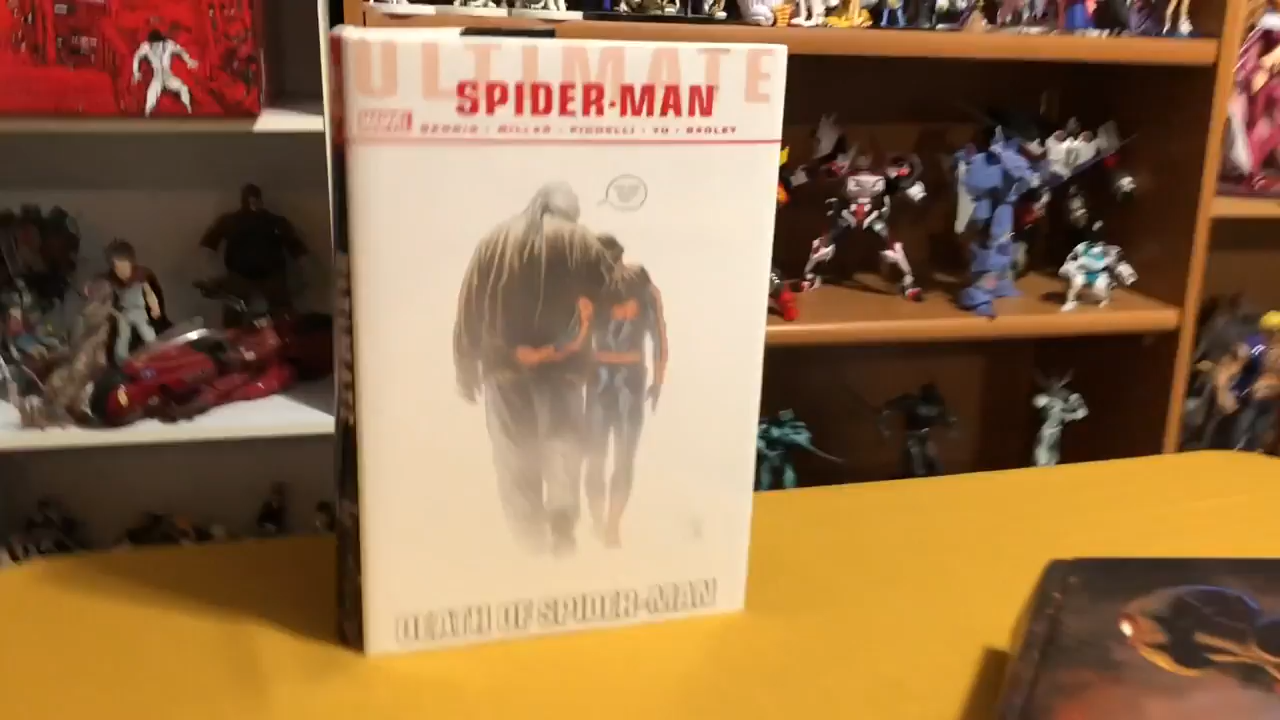 ULTIMATE
SPIDER-MAN
MARVEL BENDIS • MILLAR • PICHELLI • YU • BAGLEY
DEATH OF SPIDER-MAN